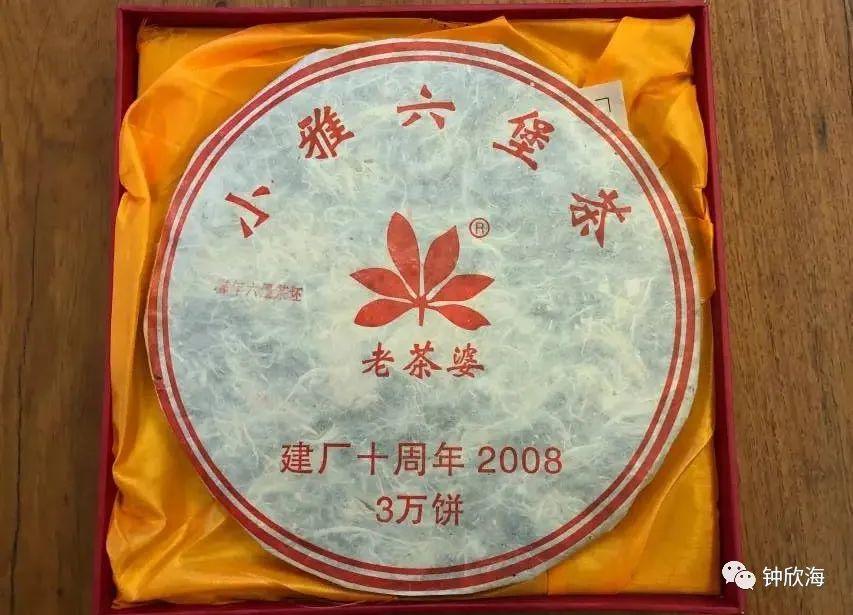 小雅六堡茶
®
老茶婆
建厂十周年 2008
3万饼
钟欣海